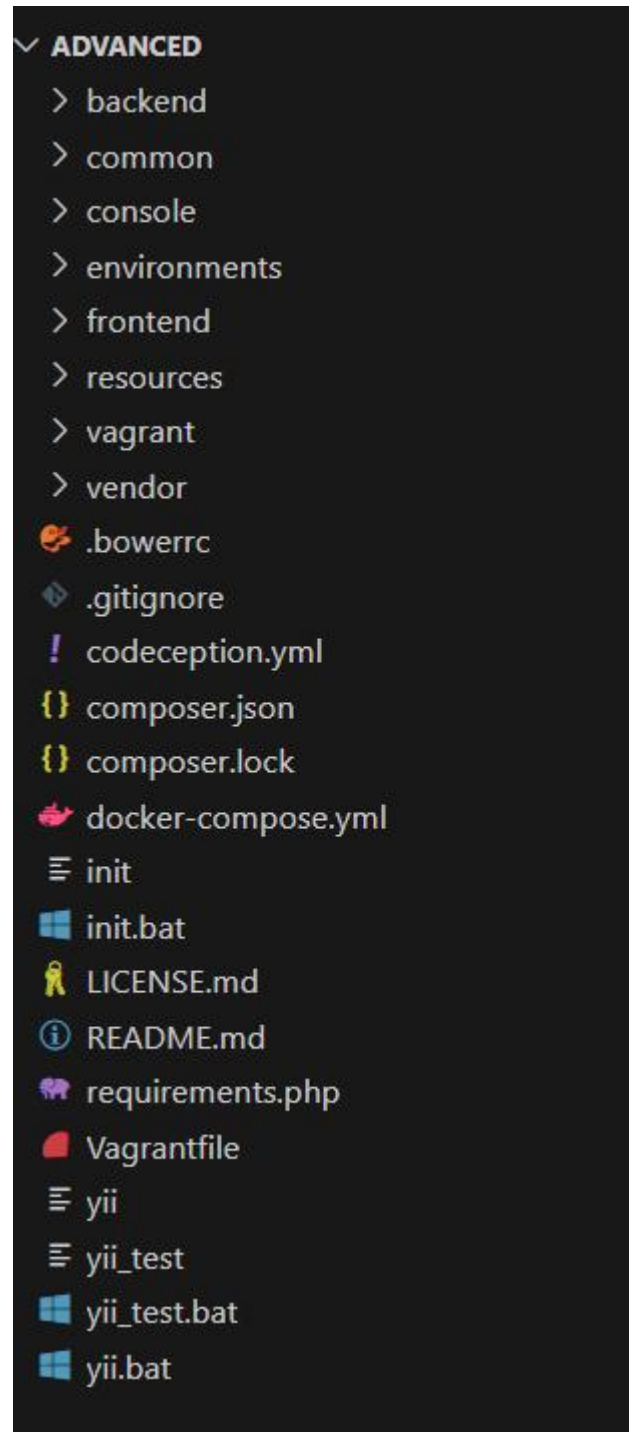 ADVANCED
backend
common
console
environments
frontend
resources
vagrant
vendor
.bowerrc
.gitignore
codeception.yml
composer.json
composer.lock
docker-compose.yml
init
init.bat
LICENSE.md
README.md
requirements.php
Vagrantfile
yii
yii_test
yii_test.bat
yii.bat